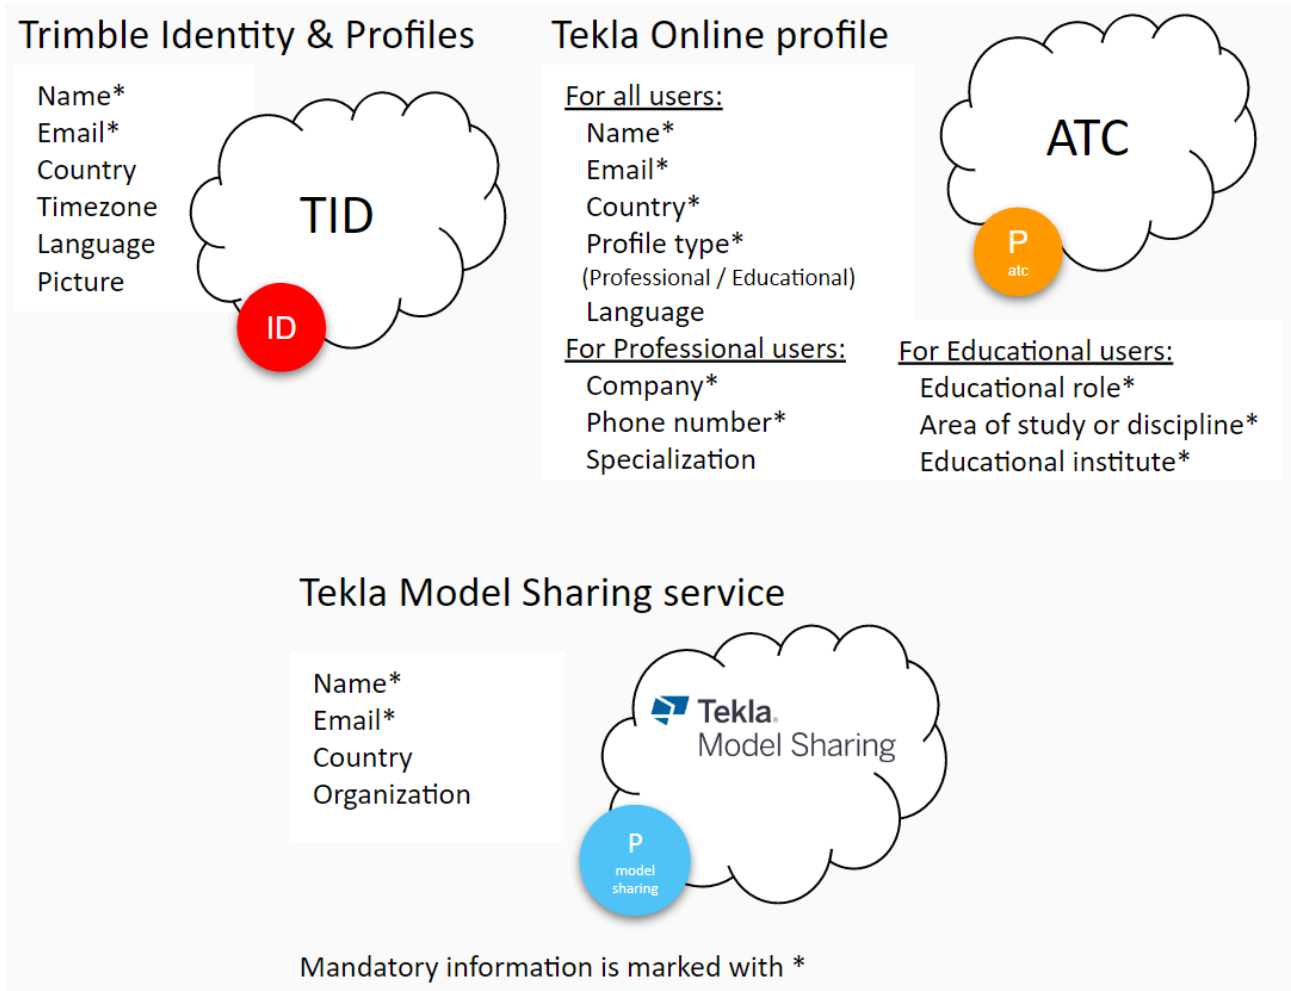 Trimble Identity & Profiles
Name*
Email*
Country
Timezone
Language
Picture
TID
ID
Tekla Online profile
For all users:
Name*
Email*
Country*
Profile type*
(Professional / Educational)
Language
For Professional users:
Company*
Phone number*
Specialization
ATC
P
atc
For Educational users:
Educational role*
Area of study or discipline*
Educational institute*
Tekla Model Sharing service
Name*
Email*
Country
Organization
Tekla®
Model Sharing
P
model
sharing
Mandatory information is marked with *